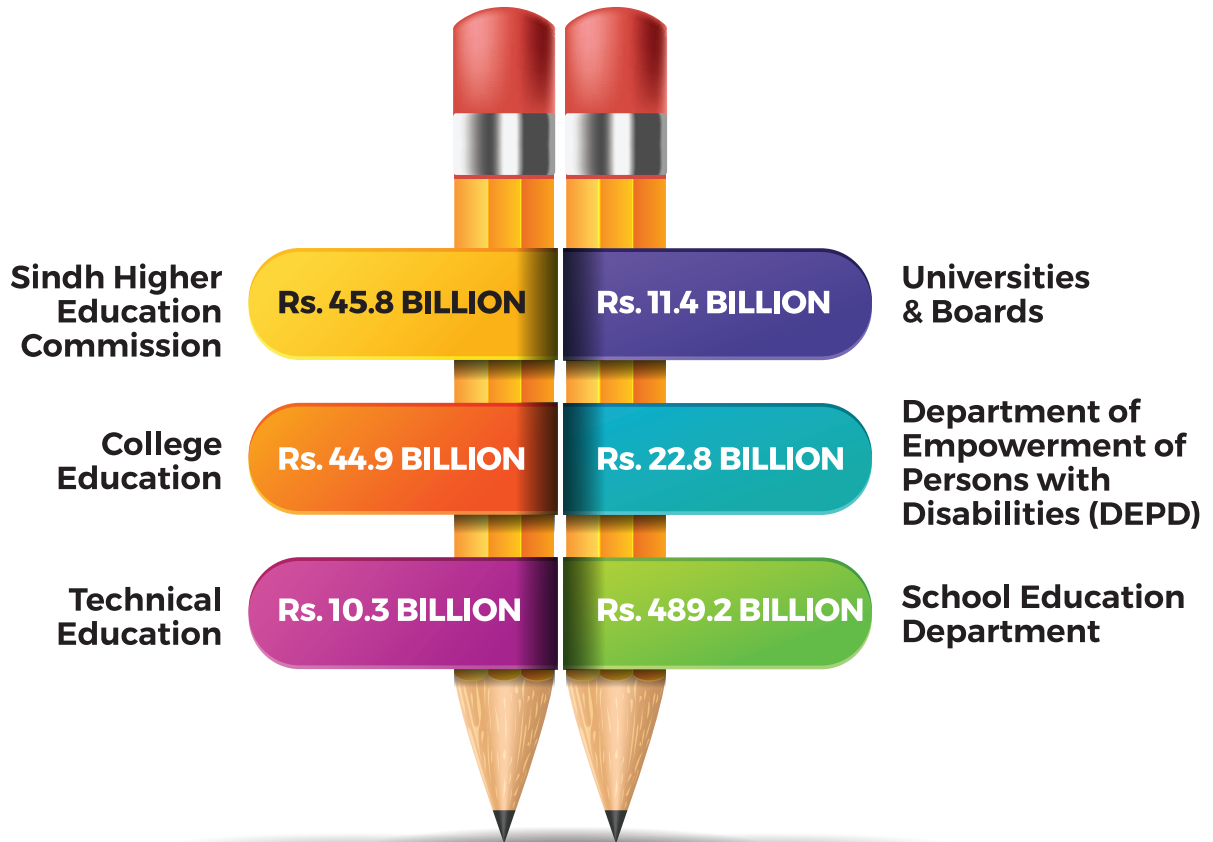 Sindh Higher
Education
Commission
Rs. 45.8 BILLION
Rs. 11.4 BILLION
Universities
& Boards
College
Education
Rs. 44.9 BILLION
Rs. 22.8 BILLION
Department of
Empowerment of
Persons with
Disabilities (DEPD)
Technical
Education
Rs. 10.3 BILLION
Rs. 489.2 BILLION
School Education
Department